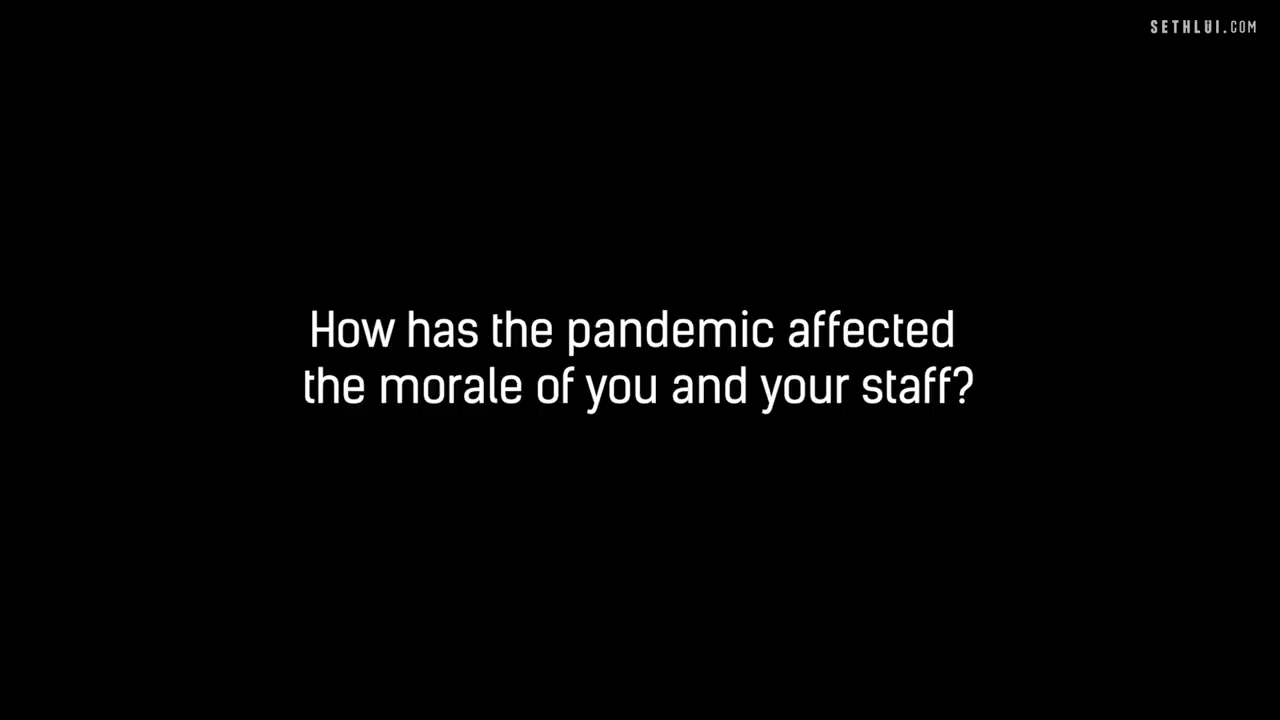 SETHLUI.COM
How has the pandemic affected
the morale of you and your staff?